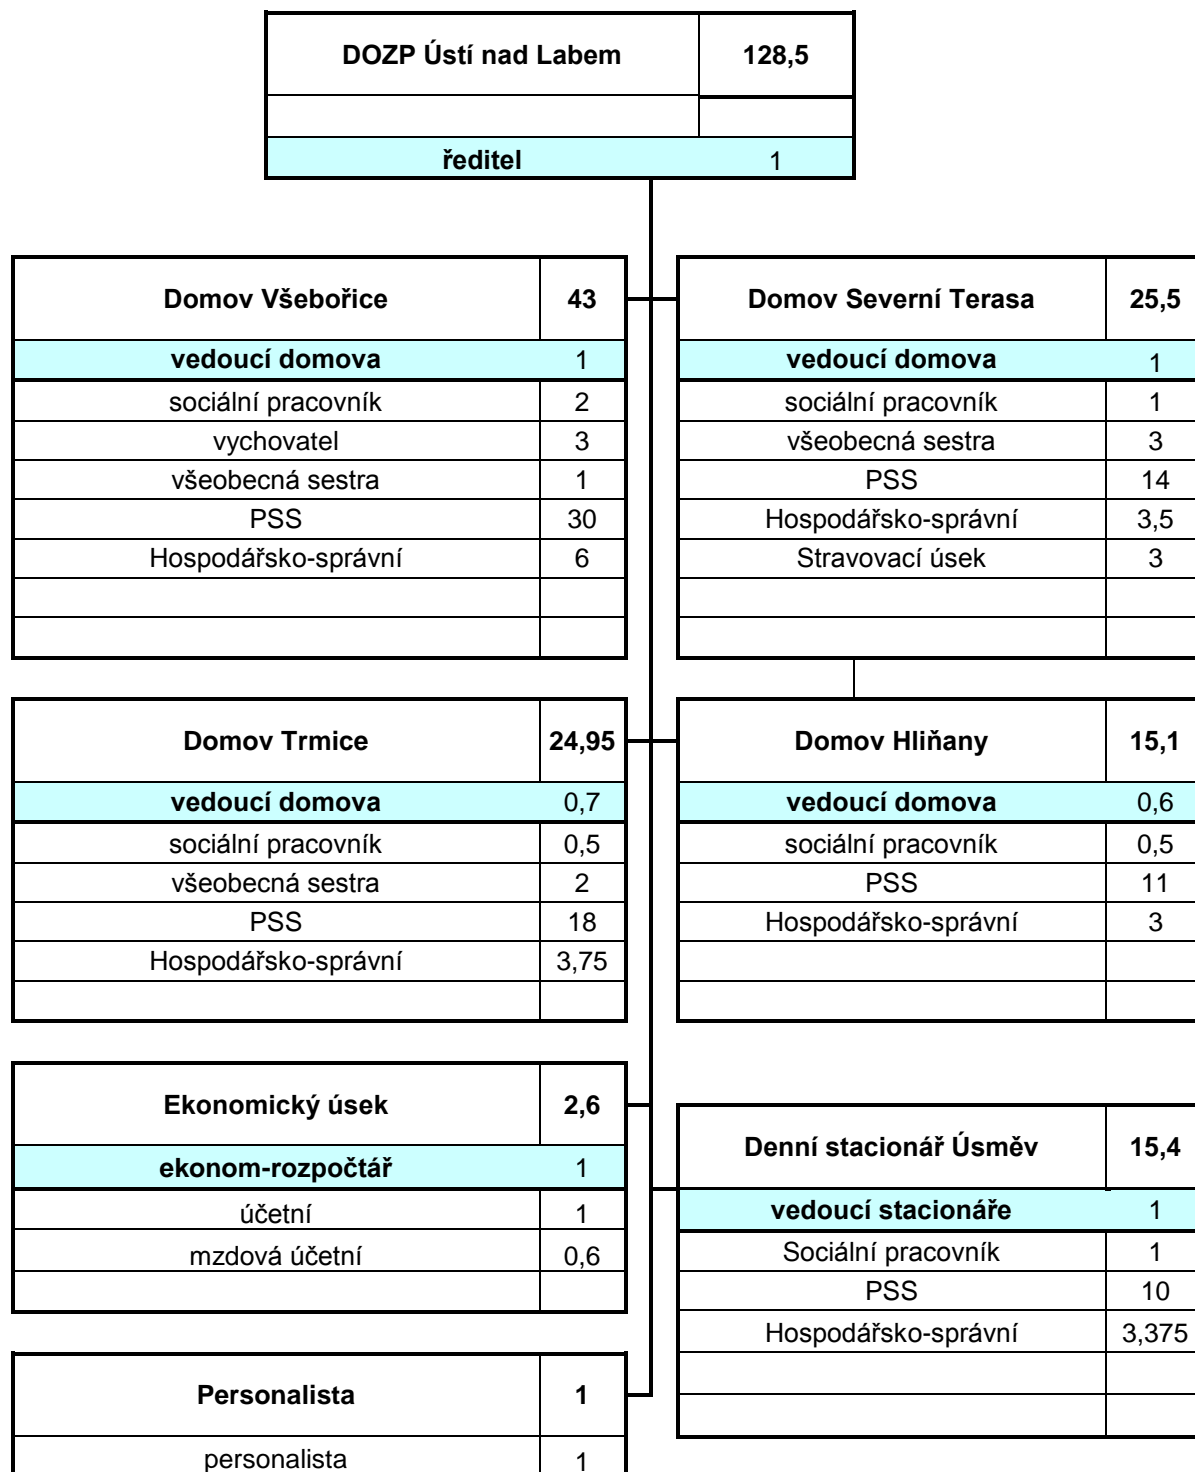 DOZP Ústí nad Labem 128,5
ředitel 1
Domov Všebořice 43
vedoucí domova 1
sociální pracovník 2
vychovatel 3
všeobecná sestra 1
PSS 30
Hospodářsko-správní 6
Domov Severní Terasa 25,5
vedoucí domova 1
sociální pracovník 1
všeobecná sestra 3
PSS 14
Hospodářsko-správní 3,5
Stravovací úsek 3
Domov Trmice 24,95
vedoucí domova 0,7
sociální pracovník 0,5
všeobecná sestra 2
PSS 18
Hospodářsko-správní 3,75
Domov Hliňany 15,1
vedoucí domova 0,6
sociální pracovník 0,5
PSS 11
Hospodářsko-správní 3
Ekonomický úsek 2,6
ekonom-rozpočtář 1
účetní 1
mzdová účetní 0,6
Denní stacionář Úsměv 15,4
vedoucí stacionáře 1
Sociální pracovník 1
PSS 10
Hospodářsko-správní 3,375
Personalista 1
personalista 1